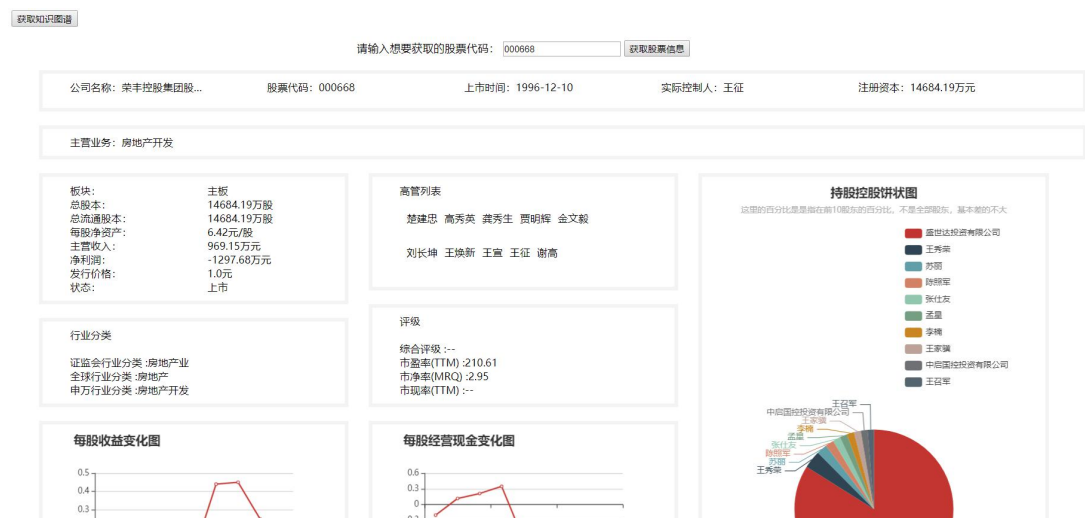 获取知识图谱
请输入想要获取的股票代码： 000668 获取股票信息
公司名称：荣丰控股集团股... 股票代码：000668 上市时间：1996-12-10 实际控制人：王征 注册资本：14684.19万元
主营业务：房地产开发
板块： 主板
总股本： 14684.19万股
总流通股本： 14684.19万股
每股净资产： 6.42元/股
主营收入： 969.15万元
净利润： -1297.68万元
发行价格： 1.0元
状态： 上市
行业分类
证监会行业分类 :房地产业
全球行业分类 :房地产
申万行业分类 :房地产开发
高管列表
楚建忠 高秀英 龚秀生 贾明辉 金文毅
刘长坤 王焕新 王宣 王征 谢高
评级
综合评级 :--
市盈率(TTM) :210.61
市净率(MRQ) :2.95
市现率(TTM) :--
持股控股饼状图
这里的百分比是是指在前10股东的百分比，不是全部股东，基本差的不大
盛世达投资有限公司
王秀荣
苏丽
陈照军
张仕友
孟星
李楠
王家骥
中启国控投资有限公司
王召军
王召军
中启国控投资有限公司
王家骥
李楠
孟星
张仕友
陈照军
苏丽
王秀荣
每股收益变化图
0.5
0.4
0.3
每股经营现金变化图
0.6
0.3
0